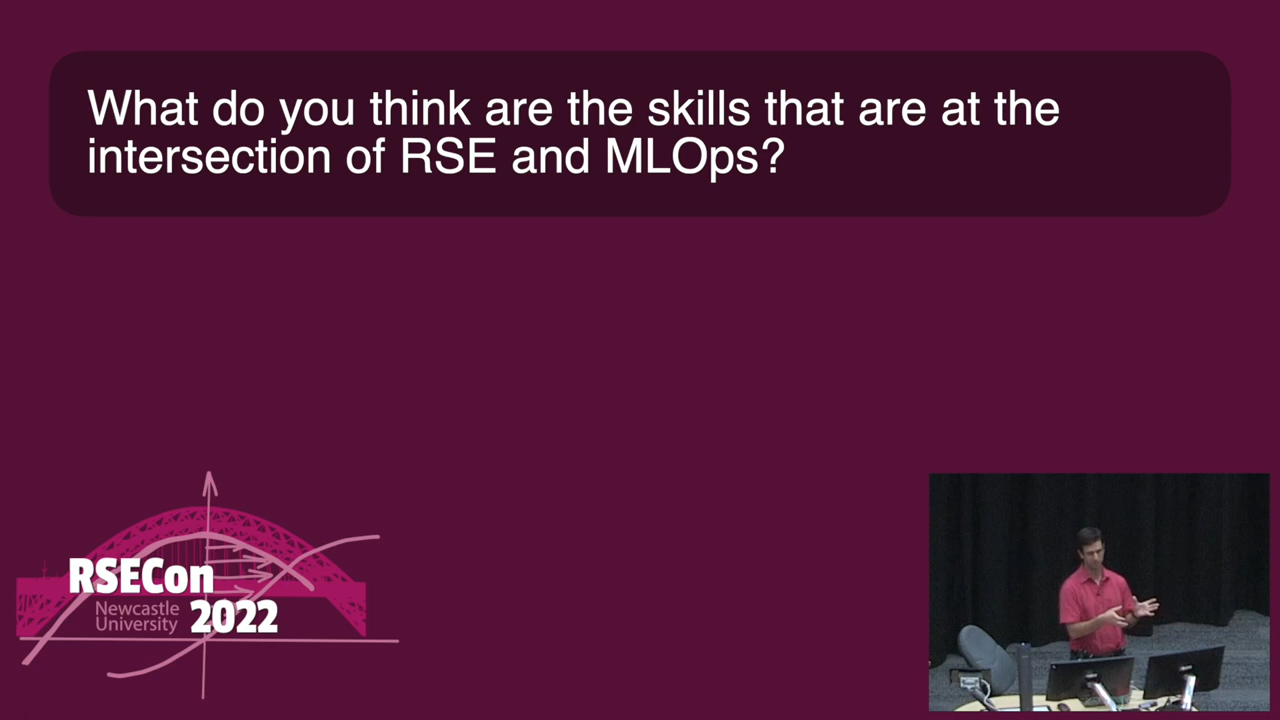 What do you think are the skills that are at the
intersection of RSE and MLOps?
RSECon
Newcastle
University
2022